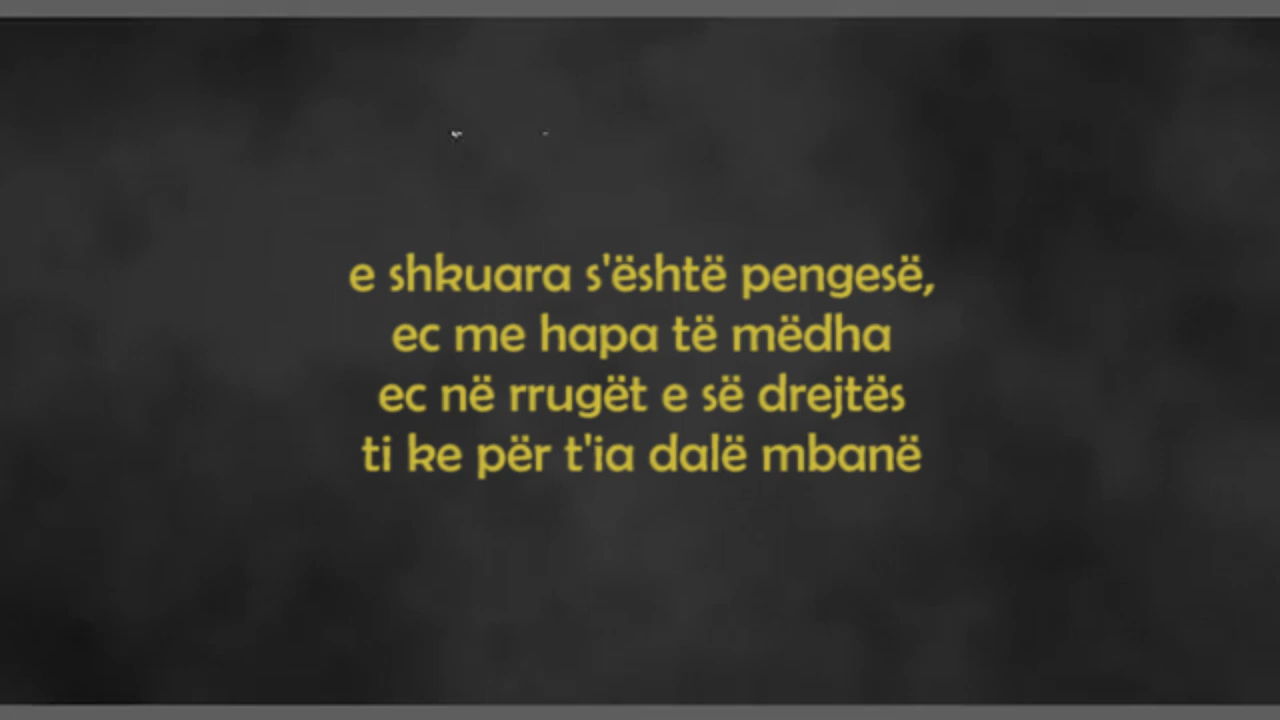 e shkuara s'është pengesë,
ec me hapa të mëdha
ec në rrugët e së drejtës
ti ke për t'ia dalë mbanë